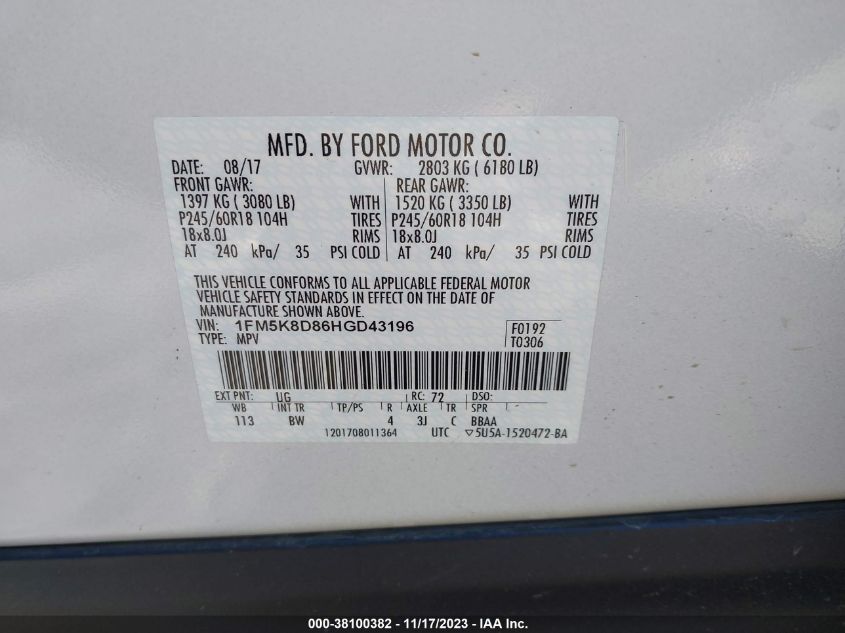 MFD. BY FORD MOTOR CO.
DATE: 08/17 GVWR: 2803 KG ( 6180 LB)
FRONT GAWR: REAR GAWR:
1397 KG ( 3080 LB) WITH 1520 KG ( 3350 LB) WITH
P245/60R18 104H TIRES P245/60R18 104H TIRES
18x8.0J RIMS 18x8.0J RIMS
AT 240 kPa/ 35 PSI COLD AT 240 kPa/ 35 PSI COLD
THIS VEHICLE CONFORMS TO ALL APPLICABLE FEDERAL MOTOR
VEHICLE SAFETY STANDARDS IN EFFECT ON THE DATE OF
MANUFACTURE SHOWN ABOVE.
VIN: 1FM5K8D86HGD43196 F0192
TYPE: MPV T0306
EXT PNT: UG RC: 72 DSO:
WB INT TR TP/PS R AXLE TR SPR
113 BW 4 3J C BBAA
1201708011364 UTC ▽5U5A-1520472-BA
000-38100382 - 11/17/2023 - IAA Inc.